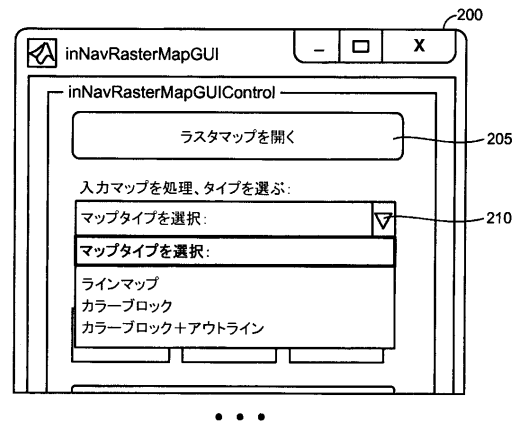 200
inNavRasterMapGUI
X
inNavRasterMapGUIControl
ラスタマップを開く
205
入力マップを処理、タイプを選ぶ:
マップタイプを選択:
210
マップタイプを選択:
ラインマップ
カラーブロック
カラーブロック+アウトライン